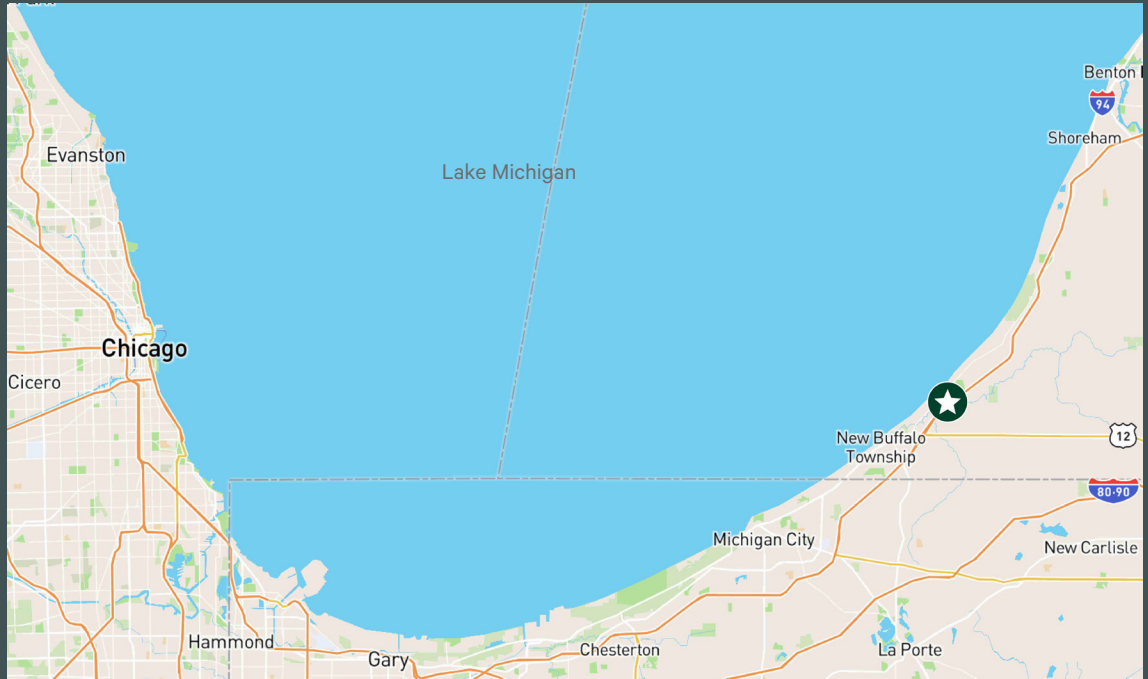 Benton
94
Shoreham
Evanston
Lake Michigan
Chicago
Cicero
New Buffalo
Township
12
80-90
Michigan City
New Carlisle
Hammond
Gary
Chesterton
La Porte